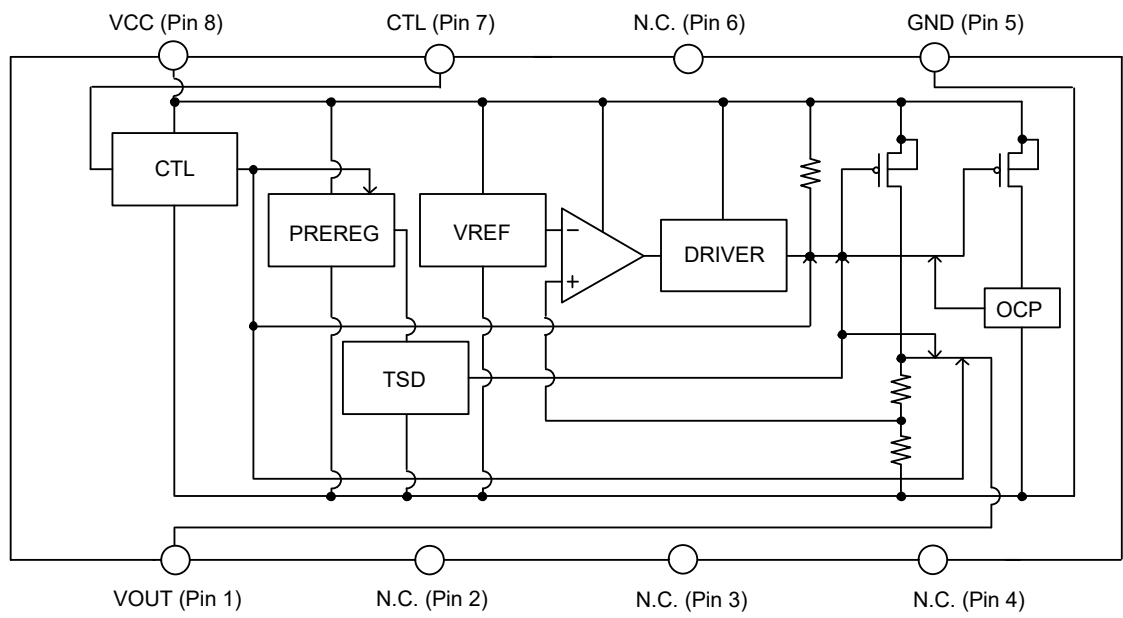 VCC (Pin 8)
CTL (Pin 7)
N.C. (Pin 6)
GND (Pin 5)
CTL
PREREG
VREF
−
+
DRIVER
OCP
TSD
VOUT (Pin 1)
N.C. (Pin 2)
N.C. (Pin 3)
N.C. (Pin 4)